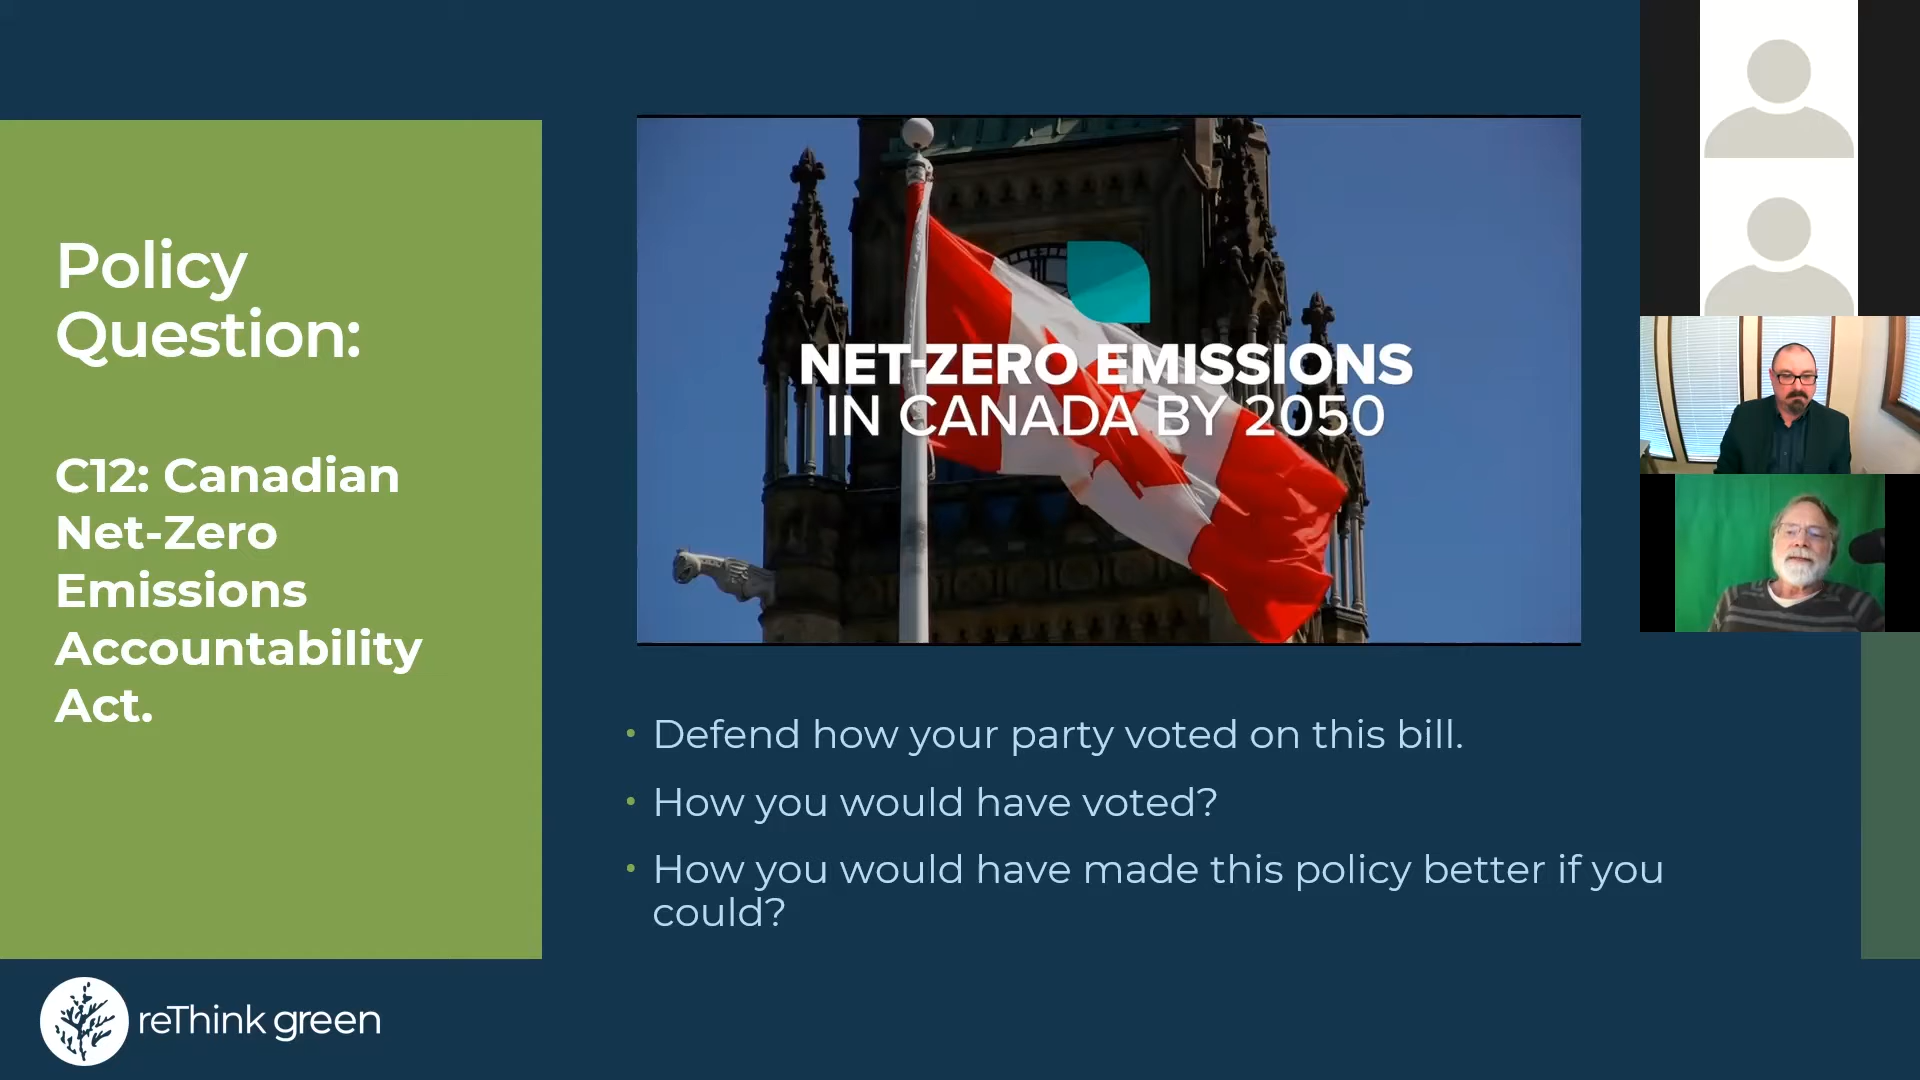 Policy
Question:
C12: Canadian
Net-Zero
Emissions
Accountability
Act.
NET-ZERO EMISSIONS
IN CANADA BY 2050
• Defend how your party voted on this bill.
• How you would have voted?
• How you would have made this policy better if you
could?
reThink green